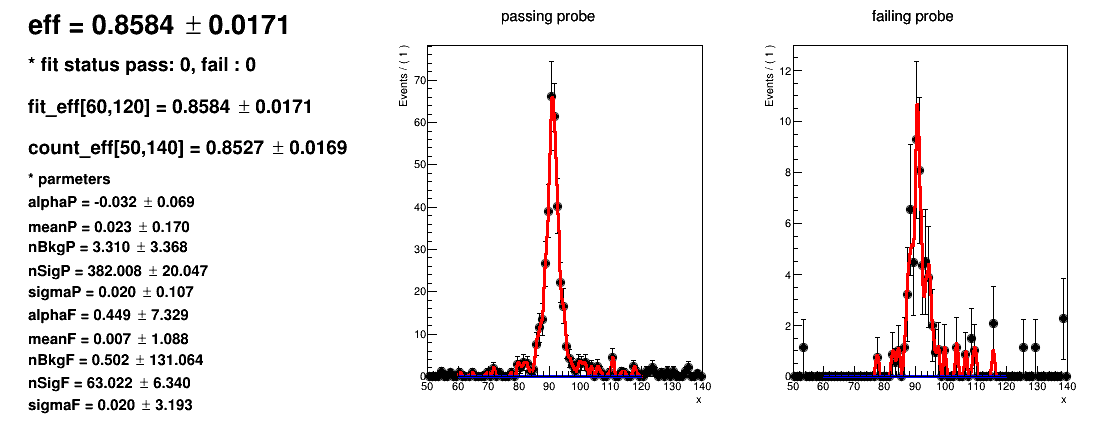 eff = 0.8584 ± 0.0171
* fit status pass: 0, fail : 0
fit_eff[60,120] = 0.8584 ± 0.0171
count_eff[50,140] = 0.8527 ± 0.0169
* parmeters
alphaP = -0.032 ± 0.069
meanP = 0.023 ± 0.170
nBkgP = 3.310 ± 3.368
nSigP = 382.008 ± 20.047
sigmaP = 0.020 ± 0.107
alphaF = 0.449 ± 7.329
meanF = 0.007 ± 1.088
nBkgF = 0.502 ± 131.064
nSigF = 63.022 ± 6.340
sigmaF = 0.020 ± 3.193
passing probe
Events / ( 1 )
70
60
50
40
30
20
10
0
50 60 70 80 90 100 110 120 130 140
x
failing probe
Events / ( 1 )
12
10
8
6
4
2
0
50 60 70 80 90 100 110 120 130 140
x